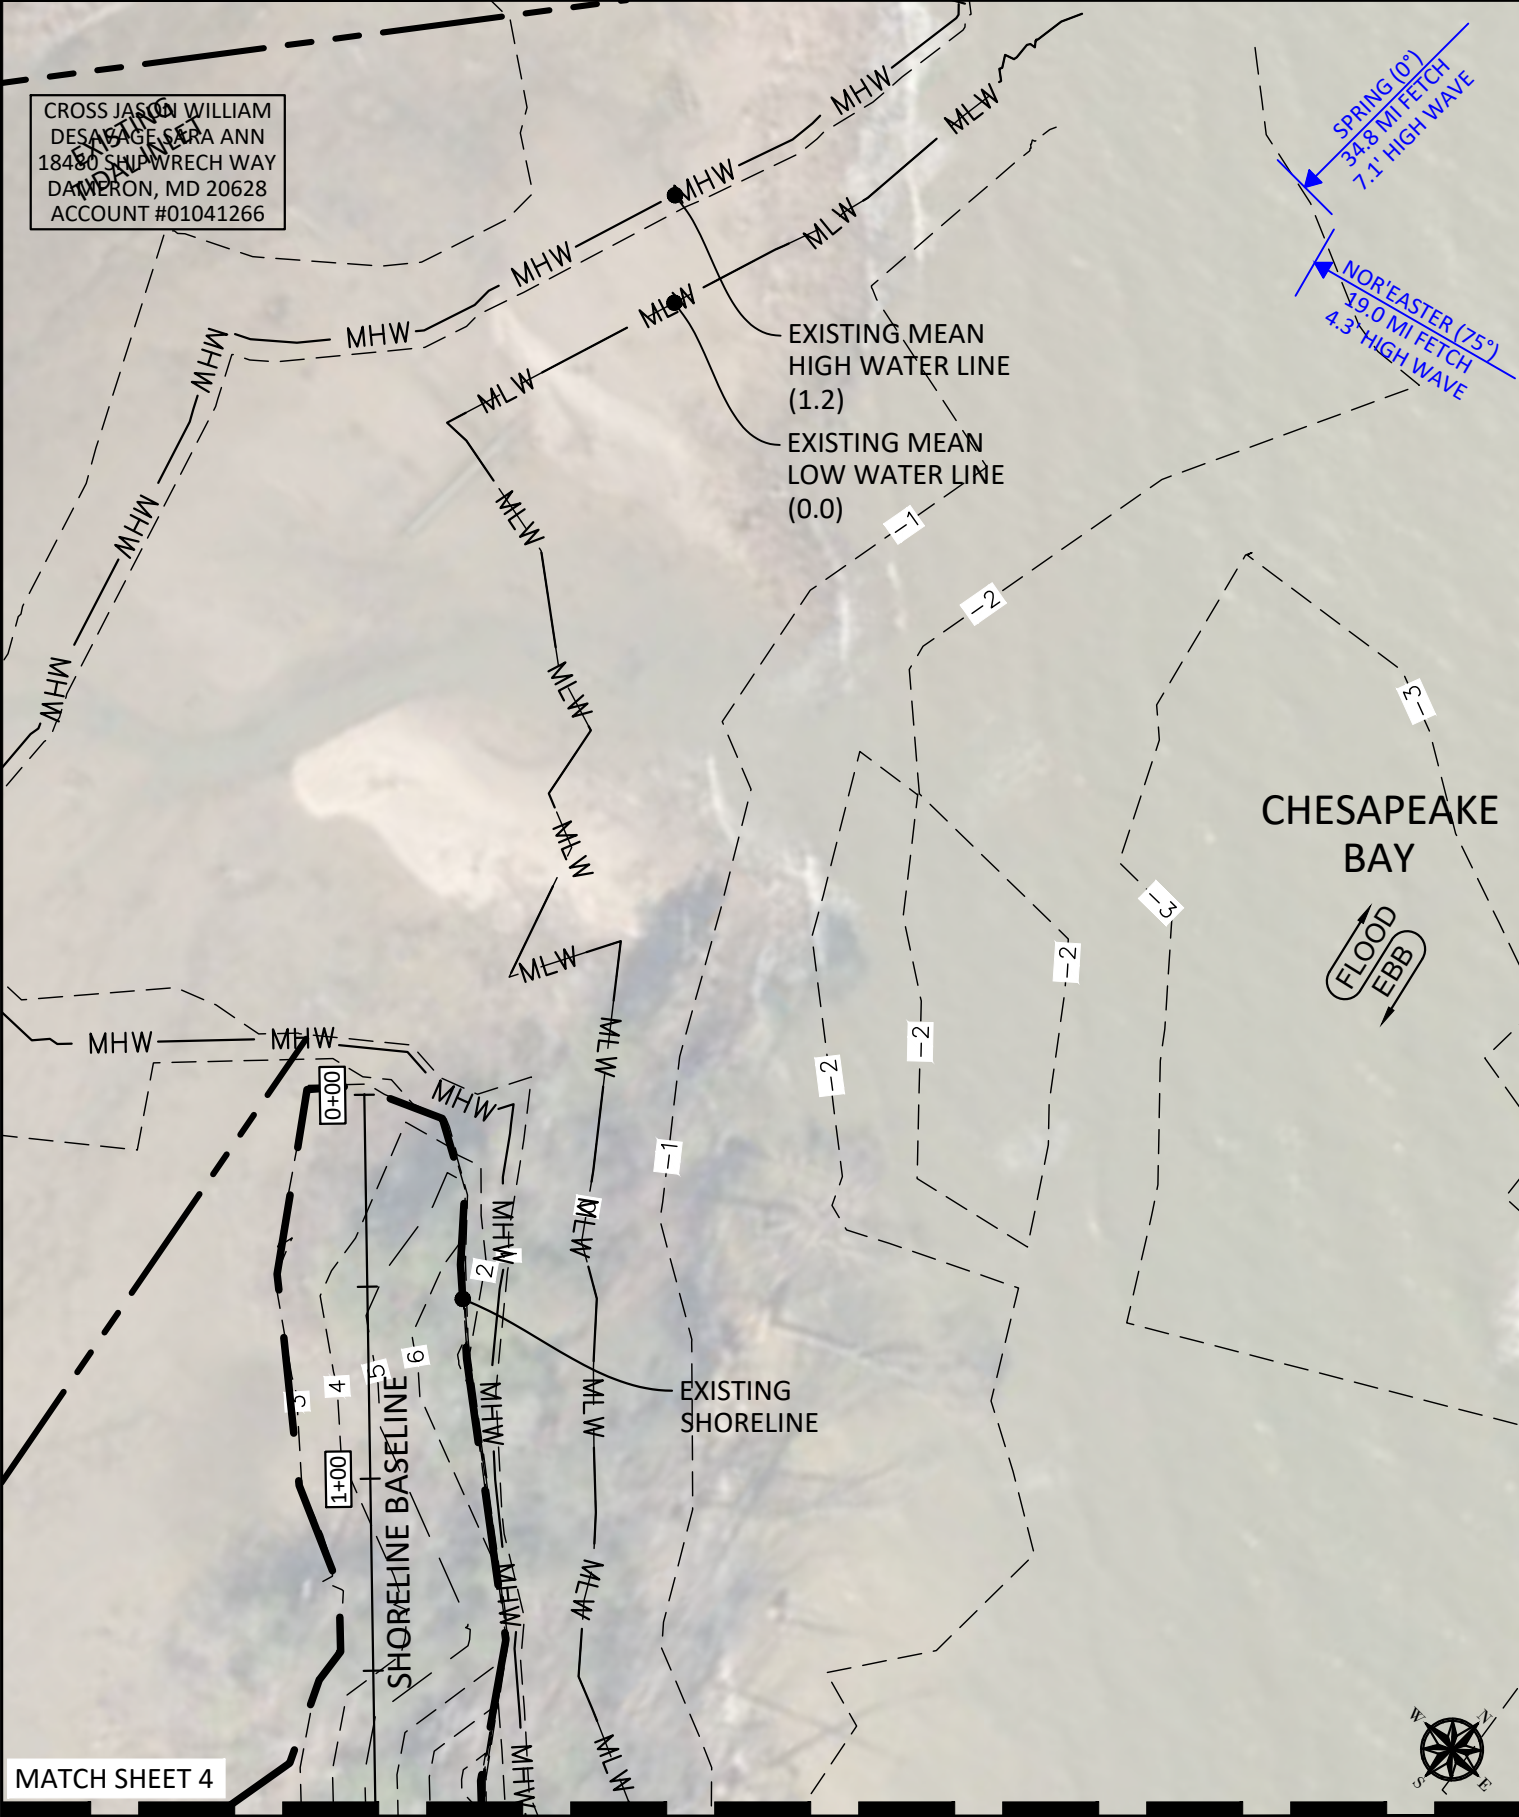 CROSS JASON WILLIAM
DESAVAGE SARA ANN
18480 SHIPWRECH WAY
DAMERON, MD 20628
ACCOUNT #01041266
EXISTING
TIDAL INLET
SPRING (0°)
34.8 MI FETCH
7.1' HIGH WAVE
NOR'EASTER (75°)
19.0 MI FETCH
4.3' HIGH WAVE
MHW
MHW
MHW
MHW
MHW
MHW
MHW
MLW
MLW
MLW
MLW
MLW
MLW
MLW
MLW
EXISTING MEAN
HIGH WATER LINE
(1.2)
EXISTING MEAN
LOW WATER LINE
(0.0)
-1
-2
-3
CHESAPEAKE
BAY
-3
FLOOD
EBB
-2
-2
-2
-1
MHW
MHW
MHW
MLW
0+00
MHW
MLW
0
2
1
6
5
4
3
EXISTING
SHORELINE
MHW
MLW
1+00
SHORELINE BASELINE
MHW
MLW
MHW
MLW
N
W
S
E
MATCH SHEET 4